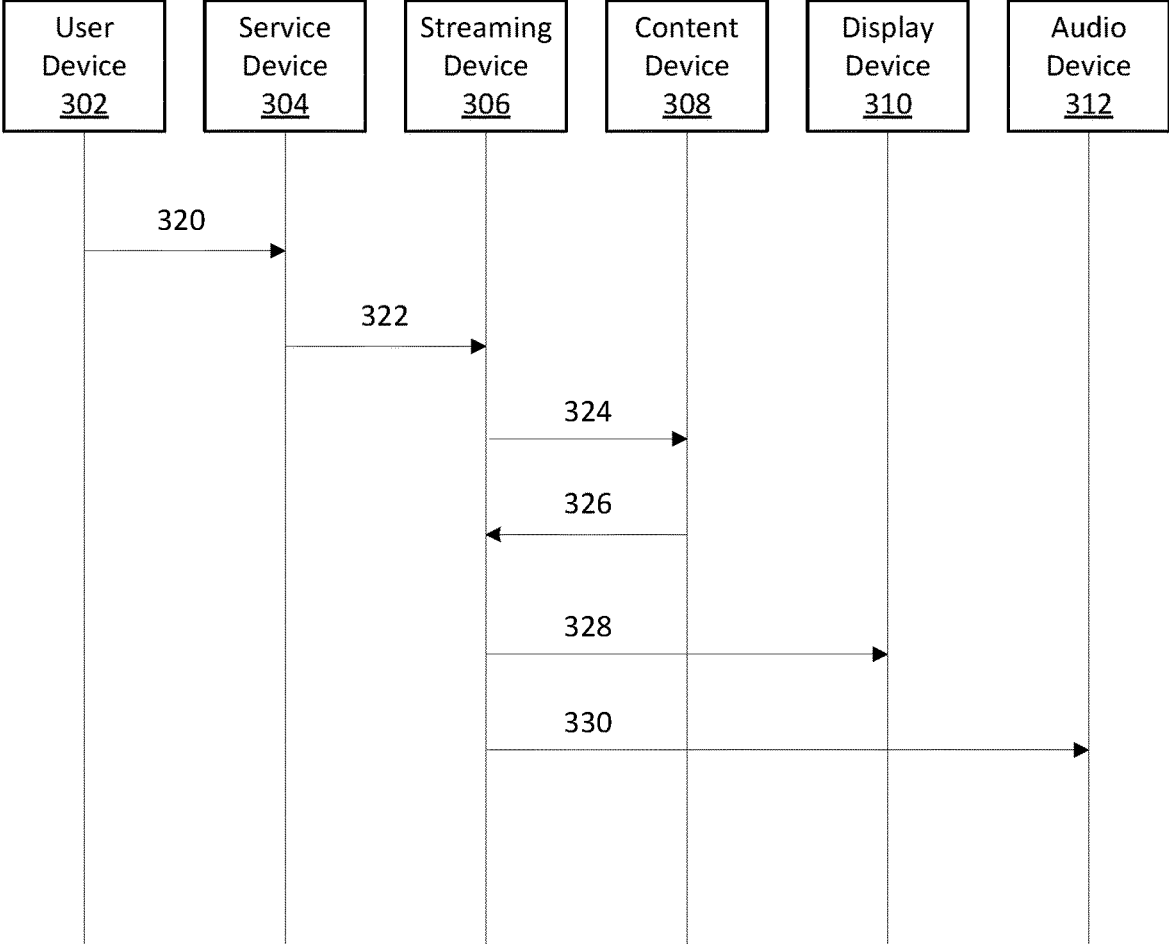 User
Device
302
Service
Device
304
Streaming
Device
306
Content
Device
308
Display
Device
310
Audio
Device
312
320
322
324
326
328
330